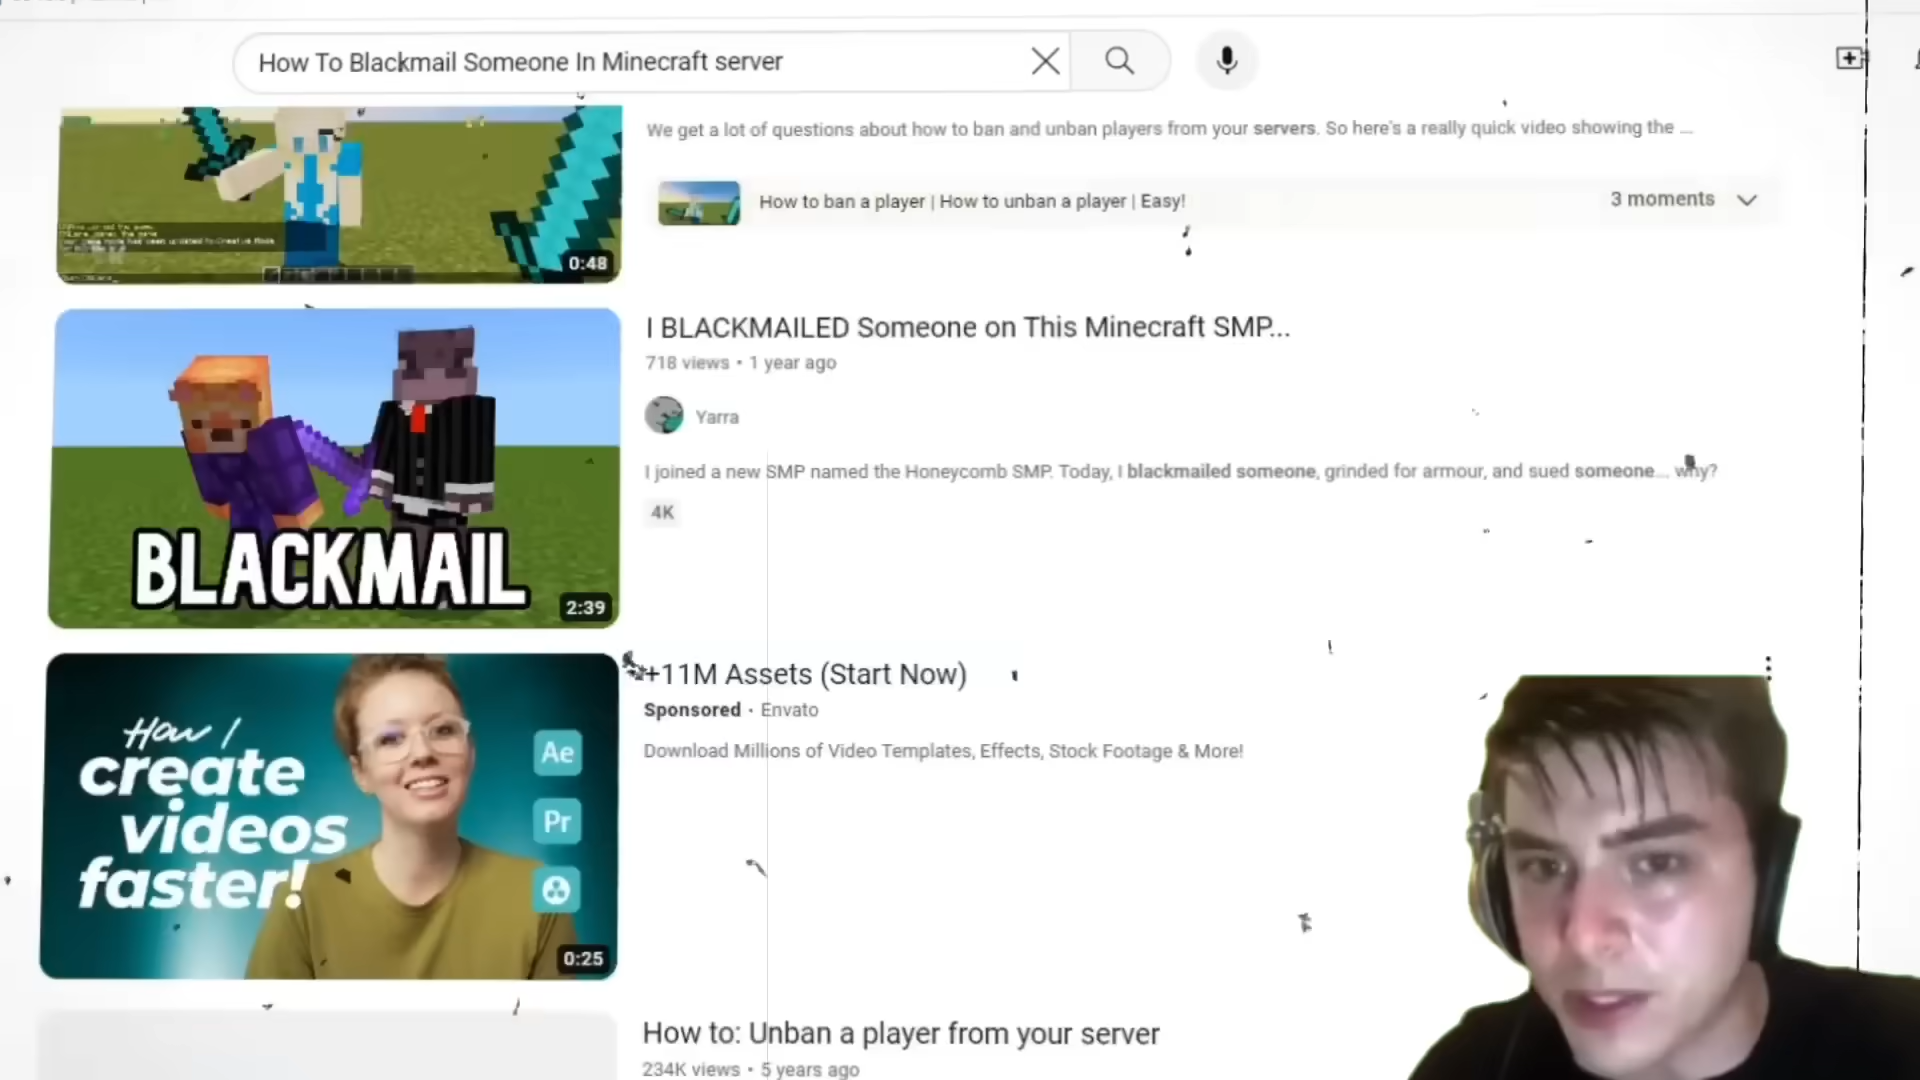 How To Blackmail Someone In Minecraft server
We get a lot of questions about how to ban and unban players from your servers. So here's a really quick video showing the ...
How to ban a player | How to unban a player | Easy!
3 moments
0:48
I BLACKMAILED Someone on This Minecraft SMP...
718 views • 1 year ago
Yarra
I joined a new SMP named the Honeycomb SMP. Today, I blackmailed someone, grinded for armour, and sued someone... why?
4K
BLACKMAIL
2:39
+11M Assets (Start Now)
Sponsored · Envato
Download Millions of Video Templates, Effects, Stock Footage & More!
How I
create
videos
faster!
Ae
Pr
0:25
How to: Unban a player from your server
234K views • 5 years ago